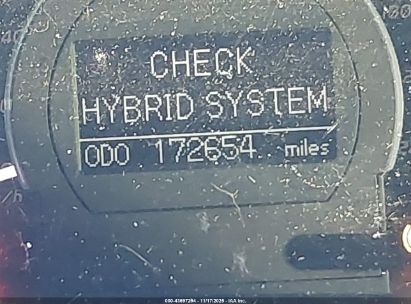 CHECK
HYBRID SYSTEM
ODO 172654 miles